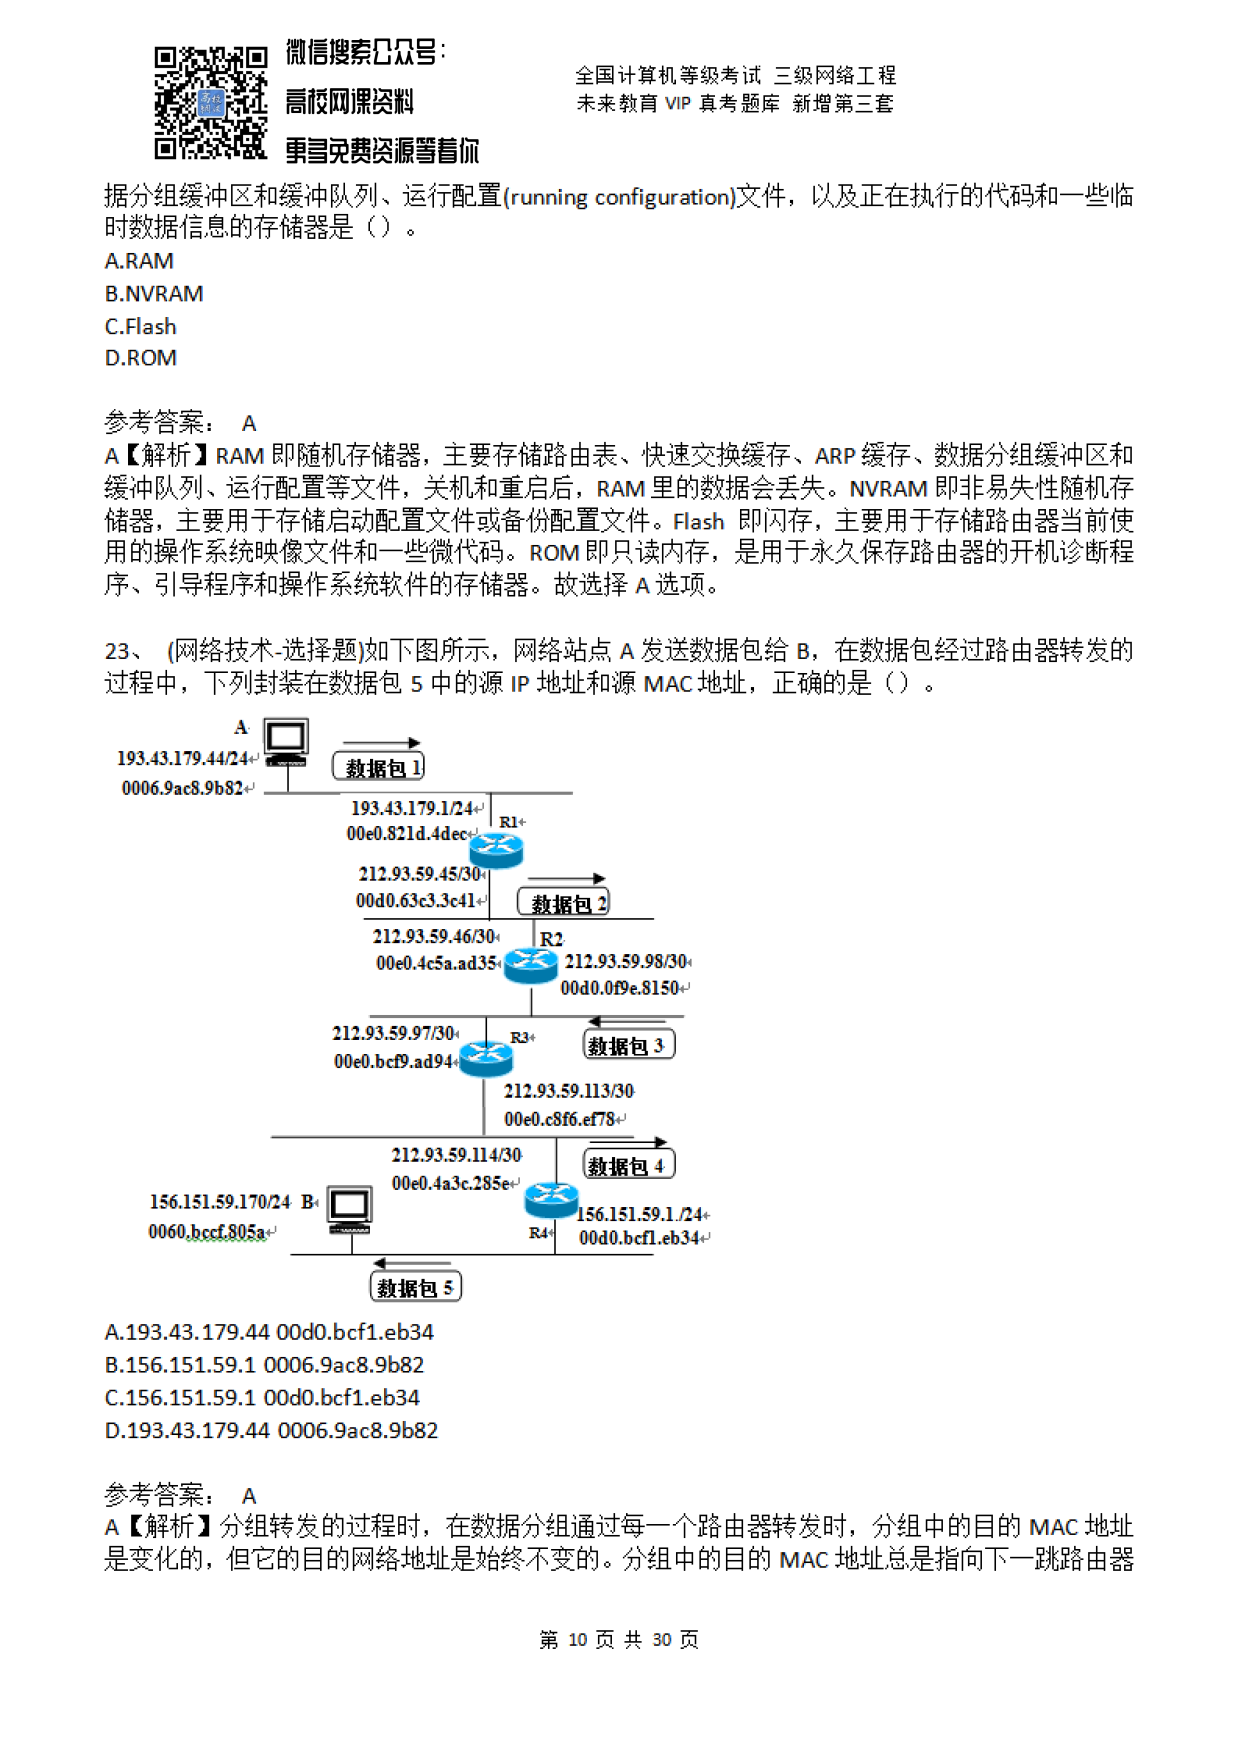 微信搜索公众号:
高校网课资料
更多免费资源等着你
全国计算机等级考试 三级网络工程
未来教育 VIP 真考题库 新增第三套
据分组缓冲区和缓冲队列、运行配置(running configuration)文件，以及正在执行的代码和一些临
时数据信息的存储器是（）。
A.RAM
B.NVRAM
C.Flash
D.ROM
参考答案： A
A【解析】RAM 即随机存储器，主要存储路由表、快速交换缓存、ARP 缓存、数据分组缓冲区和
缓冲队列、运行配置等文件，关机和重启后，RAM 里的数据会丢失。NVRAM 即非易失性随机存
储器，主要用于存储启动配置文件或备份配置文件。Flash 即闪存，主要用于存储路由器当前使
用的操作系统映像文件和一些微代码。ROM 即只读内存，是用于永久保存路由器的开机诊断程
序、引导程序和操作系统软件的存储器。故选择 A 选项。
23、 (网络技术-选择题)如下图所示，网络站点 A 发送数据包给 B，在数据包经过路由器转发的
过程中，下列封装在数据包 5 中的源 IP 地址和源 MAC 地址，正确的是（）。
A
193.43.179.44/24
0006.9ac8.9b82
数据包 1
193.43.179.1/24
00e0.821d.4dec
R1
212.93.59.45/30
00d0.63c3.3c41
数据包 2
212.93.59.46/30
00e0.4c5a.ad35
R2
212.93.59.98/30
00d0.0f9e.8150
212.93.59.97/30
00e0.bcf9.ad94
R3
数据包 3
212.93.59.113/30
00e0.c8f6.ef78
212.93.59.114/30
00e0.4a3c.285e
数据包 4
156.151.59.170/24 B
0060.bccf.805a
R4
156.151.59.1./24
00d0.bcf1.eb34
数据包 5
A.193.43.179.44 00d0.bcf1.eb34
B.156.151.59.1 0006.9ac8.9b82
C.156.151.59.1 00d0.bcf1.eb34
D.193.43.179.44 0006.9ac8.9b82
参考答案： A
A【解析】分组转发的过程时，在数据分组通过每一个路由器转发时，分组中的目的 MAC 地址
是变化的，但它的目的网络地址是始终不变的。分组中的目的 MAC 地址总是指向下一跳路由器
第 10 页 共 30 页